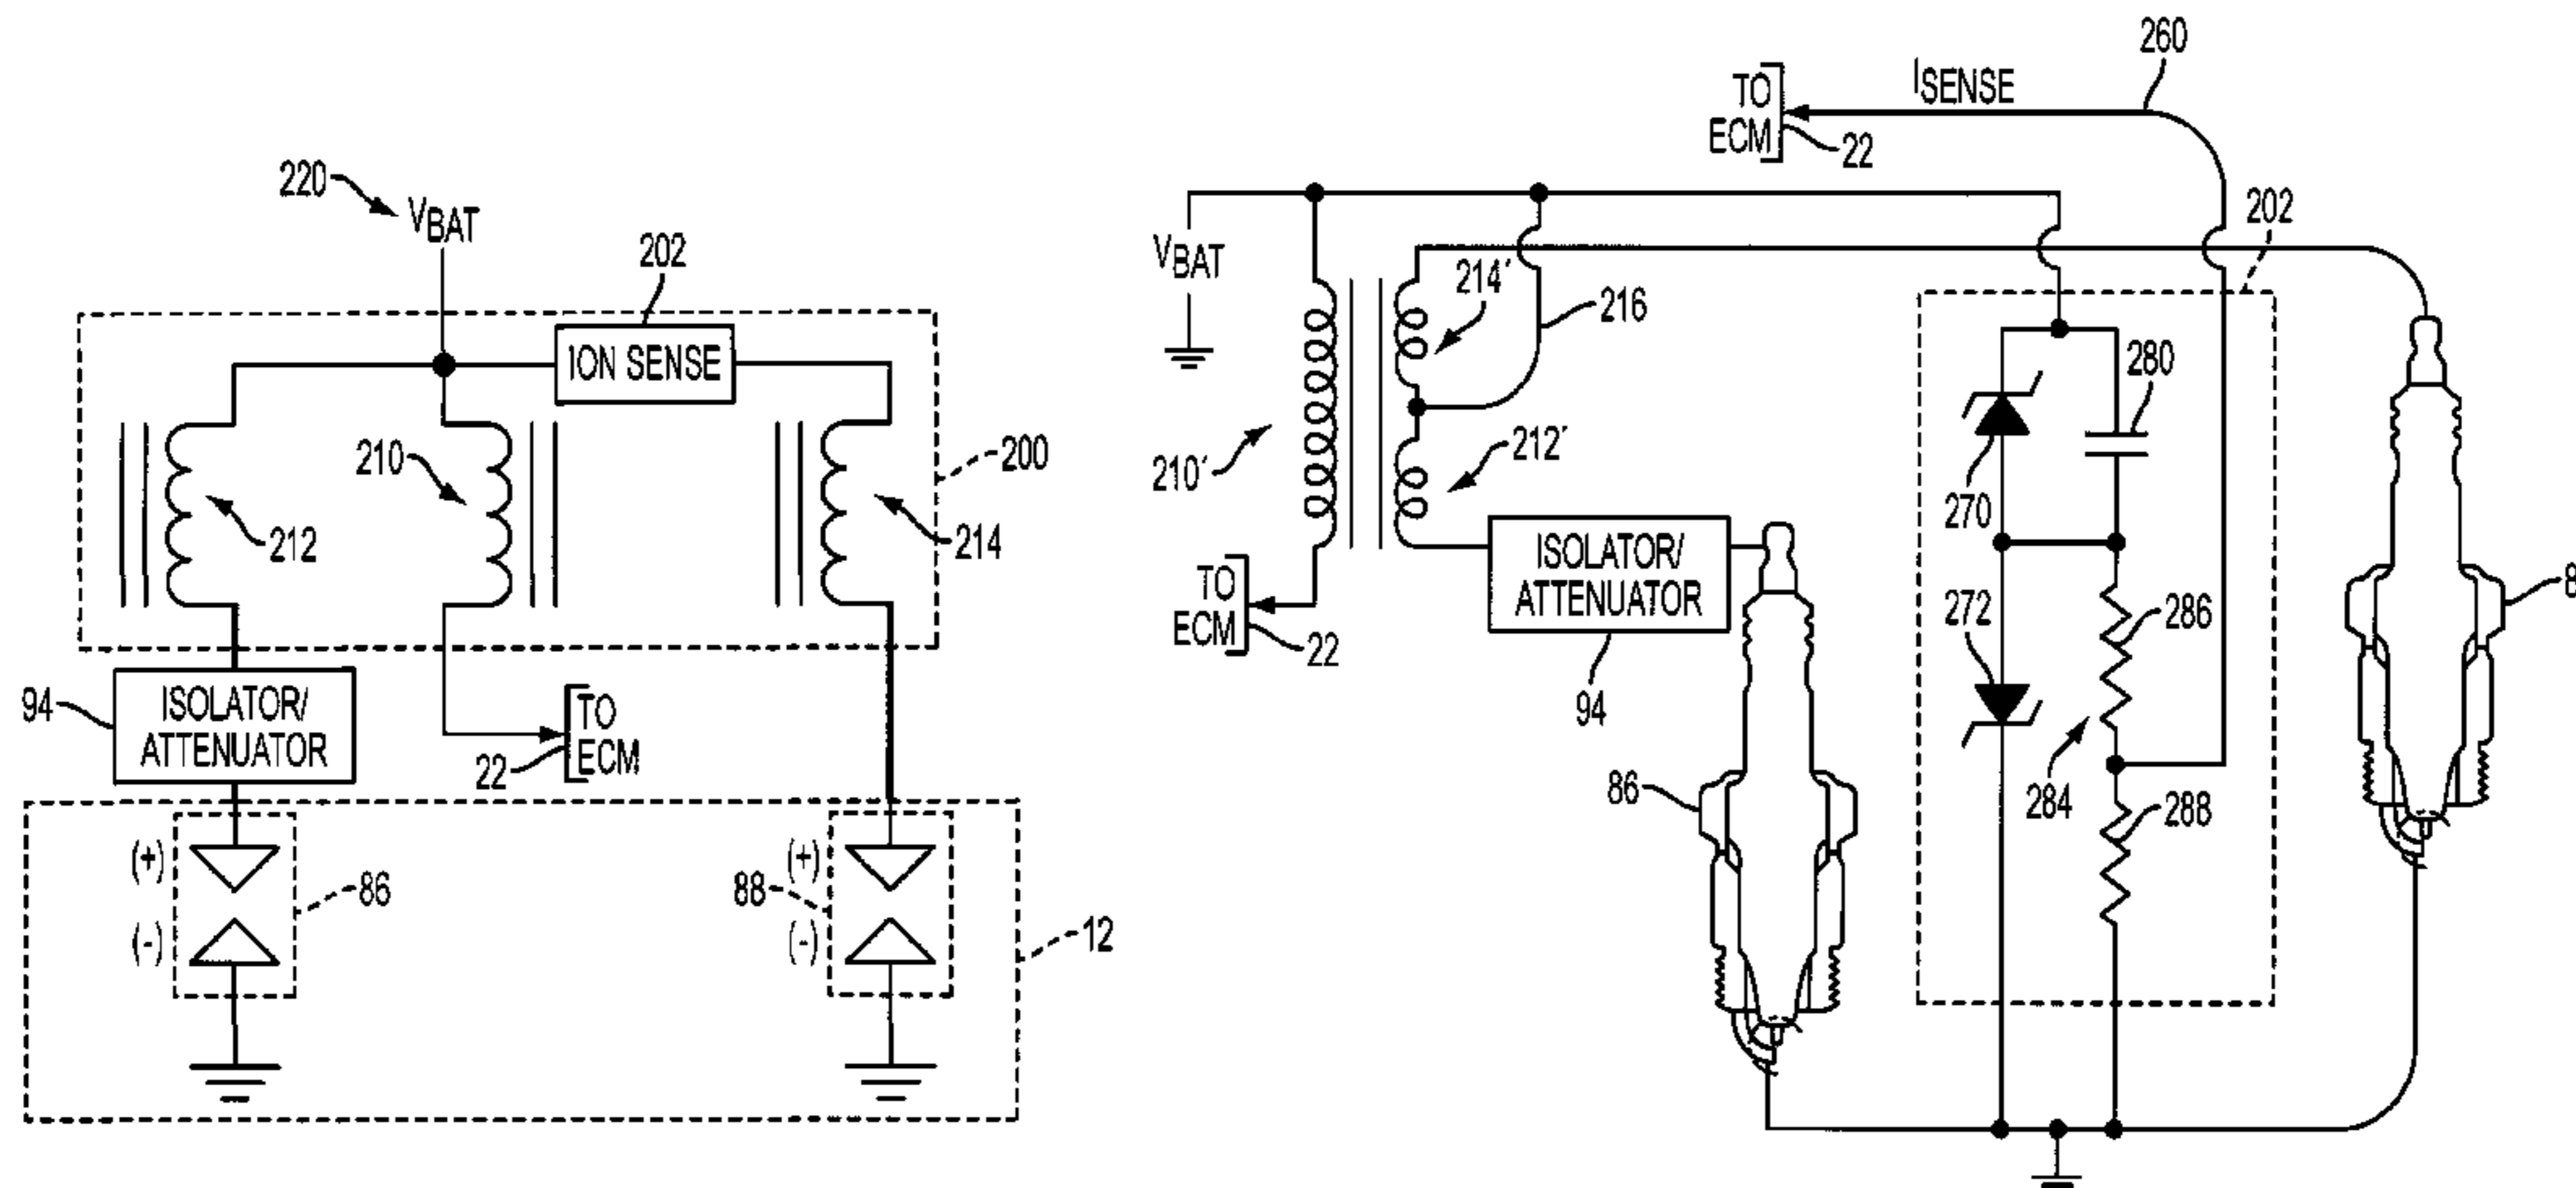 220
VBAT
202
ION SENSE
210
200
212
214
94
ISOLATOR/
ATTENUATOR
TO
ECM
22
(+)
(-)
86
(+)
88
(-)
12
260
TO
ECM
ISENSE
22
202
VBAT
214´
216
280
210´
212´
270
TO
ECM
22
ISOLATOR/
ATTENUATOR
94
272
286
284
288
86
8